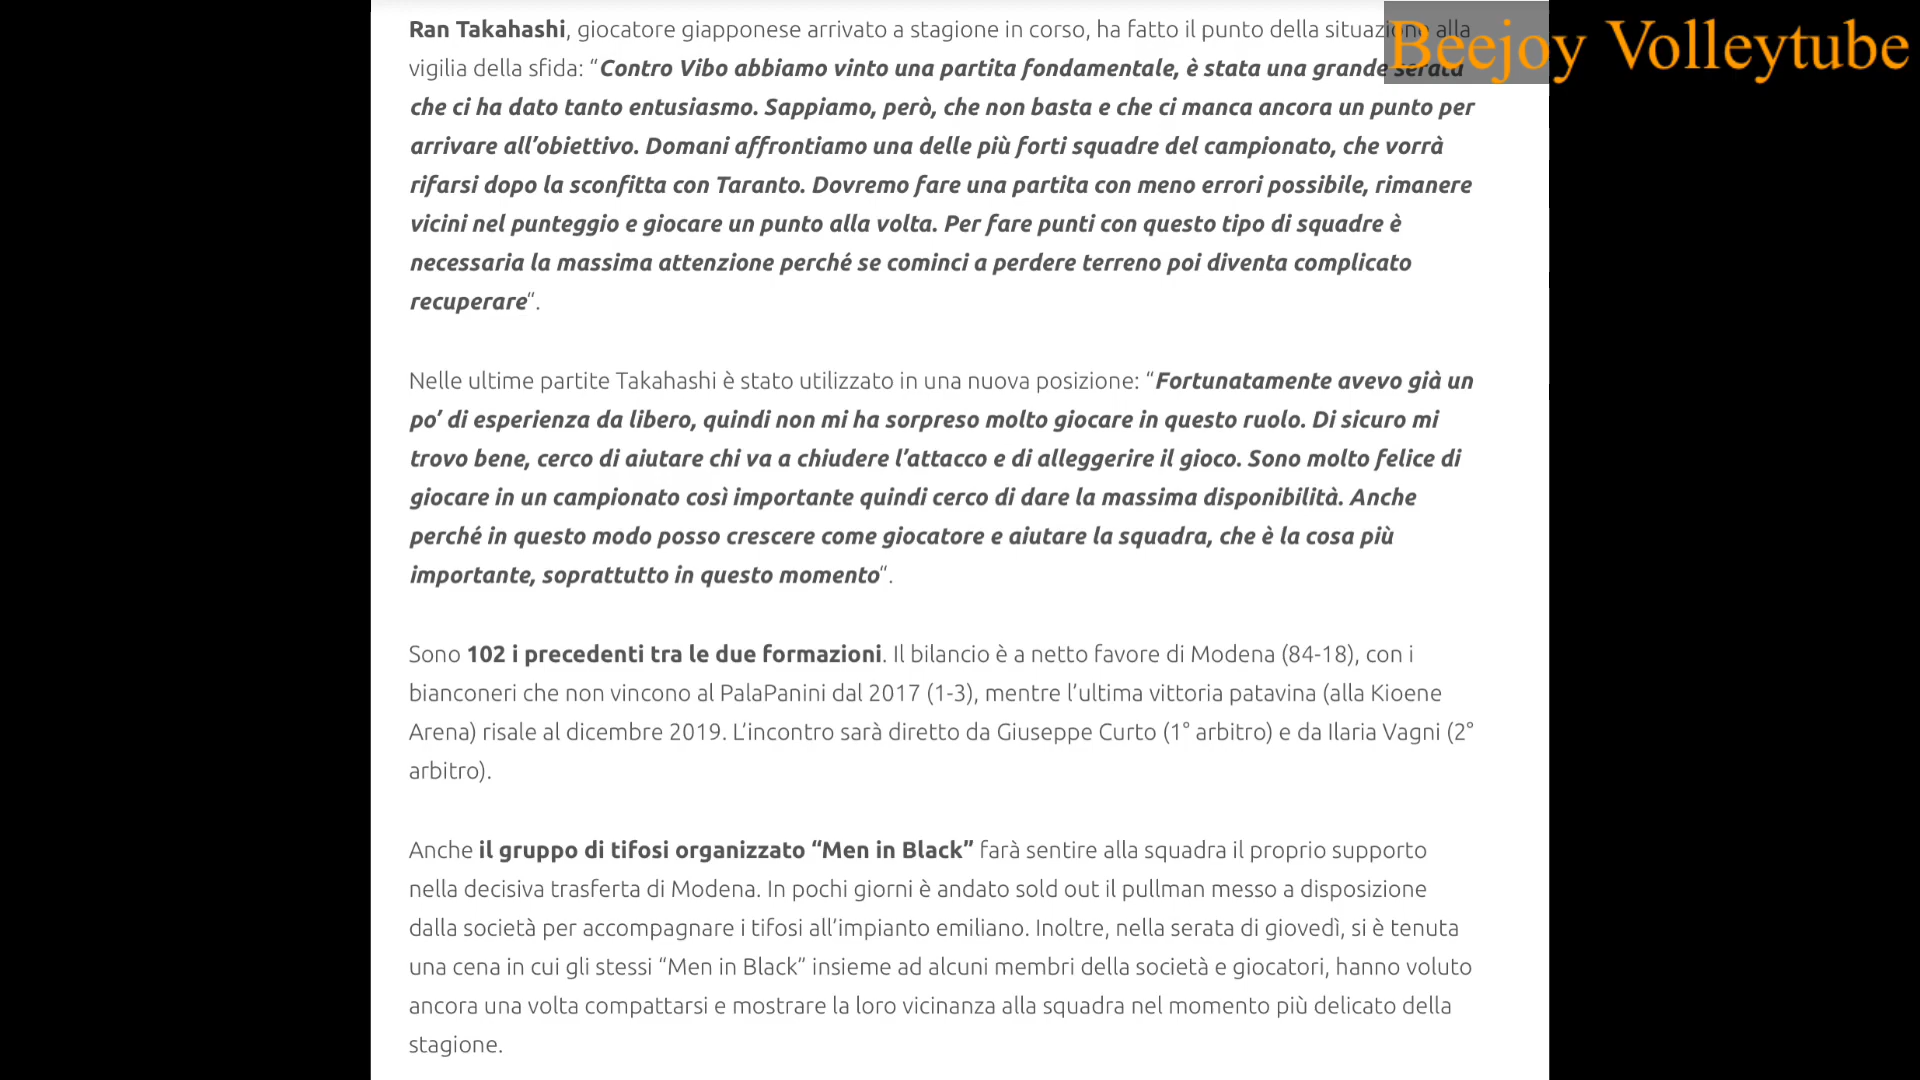 Ran Takahashi, giocatore giapponese arrivato a stagione in corso, ha fatto il punto della situazione alla
Beejoy Volleytube
vigilia della sfida: “Contro Vibo abbiamo vinto una partita fondamentale, è stata una grande serata
che ci ha dato tanto entusiasmo. Sappiamo, però, che non basta e che ci manca ancora un punto per
arrivare all’obiettivo. Domani affrontiamo una delle più forti squadre del campionato, che vorrà
rifarsi dopo la sconfitta con Taranto. Dovremo fare una partita con meno errori possibile, rimanere
vicini nel punteggio e giocare un punto alla volta. Per fare punti con questo tipo di squadre è
necessaria la massima attenzione perché se cominci a perdere terreno poi diventa complicato
recuperare“.
Nelle ultime partite Takahashi è stato utilizzato in una nuova posizione: “Fortunatamente avevo già un
po’ di esperienza da libero, quindi non mi ha sorpreso molto giocare in questo ruolo. Di sicuro mi
trovo bene, cerco di aiutare chi va a chiudere l’attacco e di alleggerire il gioco. Sono molto felice di
giocare in un campionato così importante quindi cerco di dare la massima disponibilità. Anche
perché in questo modo posso crescere come giocatore e aiutare la squadra, che è la cosa più
importante, soprattutto in questo momento“.
Sono 102 i precedenti tra le due formazioni. Il bilancio è a netto favore di Modena (84-18), con i
bianconeri che non vincono al PalaPanini dal 2017 (1-3), mentre l’ultima vittoria patavina (alla Kioene
Arena) risale al dicembre 2019. L’incontro sarà diretto da Giuseppe Curto (1° arbitro) e da Ilaria Vagni (2°
arbitro).
Anche il gruppo di tifosi organizzato “Men in Black” farà sentire alla squadra il proprio supporto
nella decisiva trasferta di Modena. In pochi giorni è andato sold out il pullman messo a disposizione
dalla società per accompagnare i tifosi all’impianto emiliano. Inoltre, nella serata di giovedì, si è tenuta
una cena in cui gli stessi “Men in Black” insieme ad alcuni membri della società e giocatori, hanno voluto
ancora una volta compattarsi e mostrare la loro vicinanza alla squadra nel momento più delicato della
stagione.